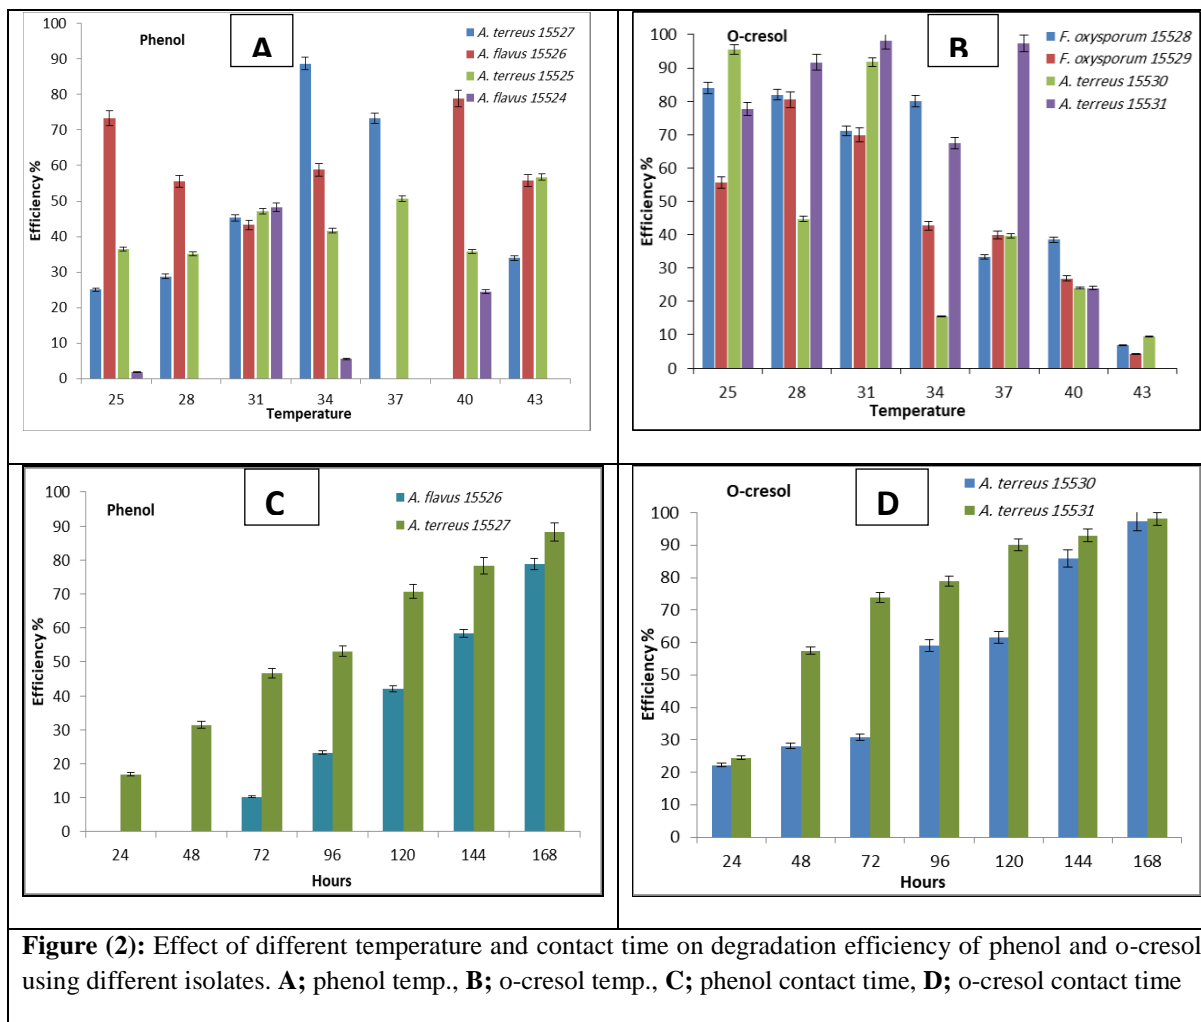 Phenol
A
A. terreus 15527
A. flavus 15526
A. terreus 15525
A. flavus 15524
Efficiency %
100
90
80
70
60
50
40
30
20
10
0
25 28 31 34 37 40 43
Temperature
O-cresol
B
F. oxysporum 15528
F. oxysporum 15529
A. terreus 15530
A. terreus 15531
Efficiency %
100
90
80
70
60
50
40
30
20
10
0
25 28 31 34 37 40 43
Temperature
Phenol
C
A. flavus 15526
A. terreus 15527
Efficiency %
100
90
80
70
60
50
40
30
20
10
0
24 48 72 96 120 144 168
Hours
O-cresol
D
A. terreus 15530
A. terreus 15531
Efficiency %
100
90
80
70
60
50
40
30
20
10
0
24 48 72 96 120 144 168
Hours
Figure (2): Effect of different temperature and contact time on degradation efficiency of phenol and o-cresol
using different isolates. A; phenol temp., B; o-cresol temp., C; phenol contact time, D; o-cresol contact time